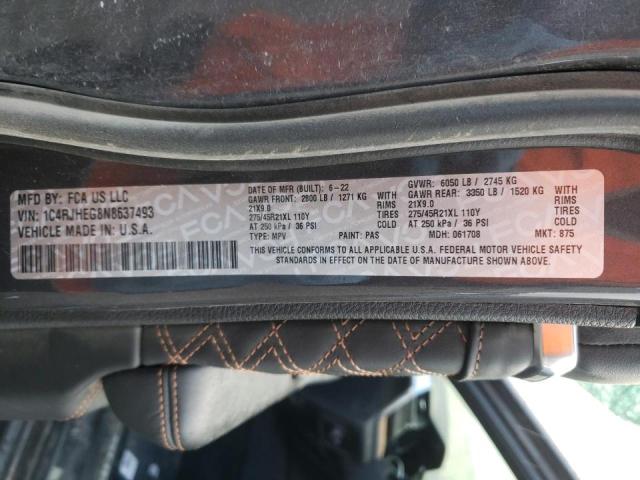 MFD BY: FCA US LLC
VIN: 1C4RJHEG8N8637493
VEHICLE MADE IN: U.S.A.
DATE OF MFR (BUILT): 6-22
GAWR FRONT: 2800 LB / 1271 KG
21X9.0
275/45R21XL 110Y
AT 250 kPa / 36 PSI
TYPE: MPV
WITH
RIMS
TIRES
COLD
PAINT: PAS
GVWR: 6050 LB / 2745 KG
GAWR REAR: 3350 LB / 1520 KG
21X9.0
275/45R21XL 110Y
AT 250 kPa / 36 PSI
MDH: 061708
WITH
RIMS
TIRES
COLD
MKT: 875
THIS VEHICLE CONFORMS TO ALL APPLICABLE U.S.A. FEDERAL MOTOR VEHICLE SAFETY
STANDARDS IN EFFECT ON THE DATE OF MANUFACTURE SHOWN ABOVE.